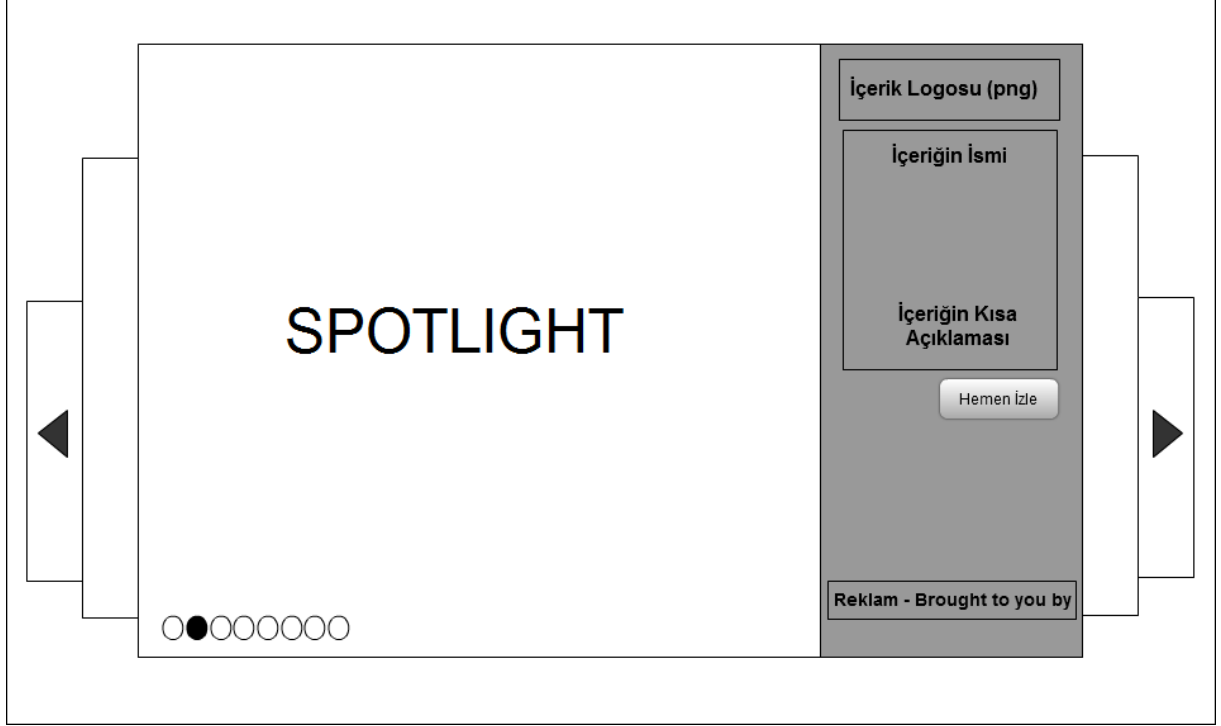 İçerik Logosu (png)
İçeriğin İsmi
SPOTLIGHT
İçeriğin Kısa
Açıklaması
Hemen İzle
Reklam - Brought to you by